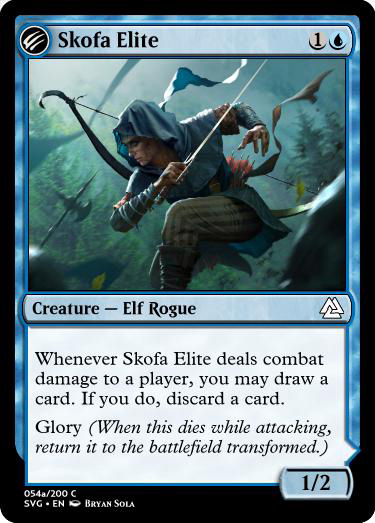 Skofa Elite 1
Creature — Elf Rogue
Whenever Skofa Elite deals combat
damage to a player, you may draw a
card. If you do, discard a card.
Glory (When this dies while attacking,
return it to the battlefield transformed.)
1/2
054a/200 C
SVG • EN Bryan Sola